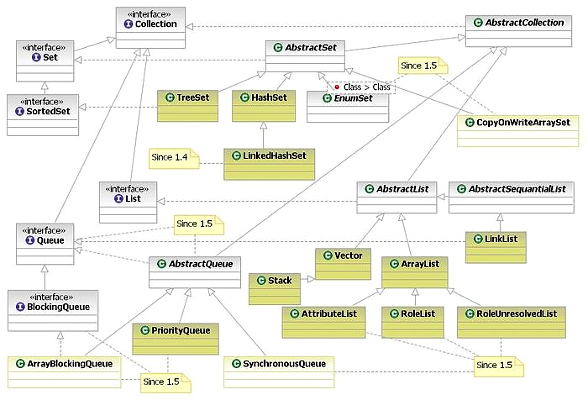 «interface»
Collection
AbstractCollection
«interface»
Set
AbstractSet
Since 1.5
Class > Class
«interface»
SortedSet
TreeSet
HashSet
EnumSet
CopyOnWriteArraySet
Since 1.4
LinkedHashSet
«interface»
List
AbstractList
AbstractSequantialList
«interface»
Queue
Since 1.5
LinkList
AbstractQueue
Vector
ArrayList
Stack
«interface»
BlockingQueue
AttributeList
RoleList
RoleUnresolvedList
PriorityQueue
ArrayBlockingQueue
Since 1.5
SynchronousQueue
Since 1.5